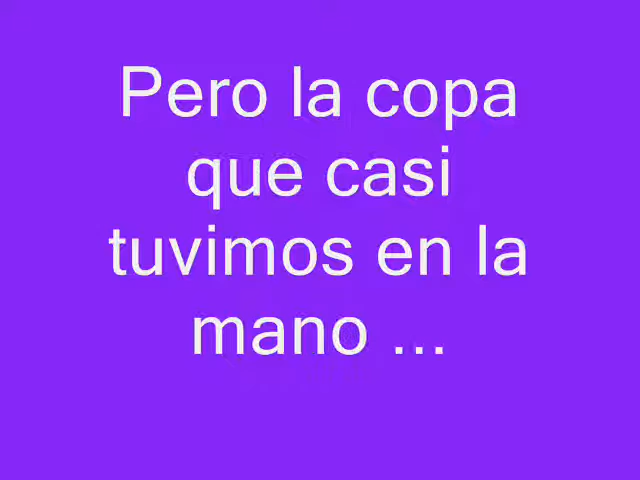 Pero la copa
que casi
tuvimos en la
mano ...